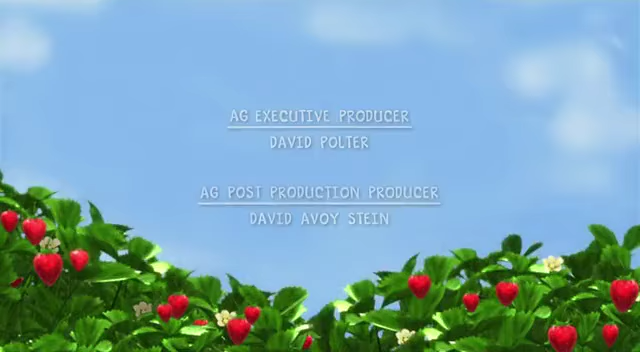 AG EXECUTIVE PRODUCER
DAVID POLTER
AG POST PRODUCTION PRODUCER
DAVID AVOY STEIN